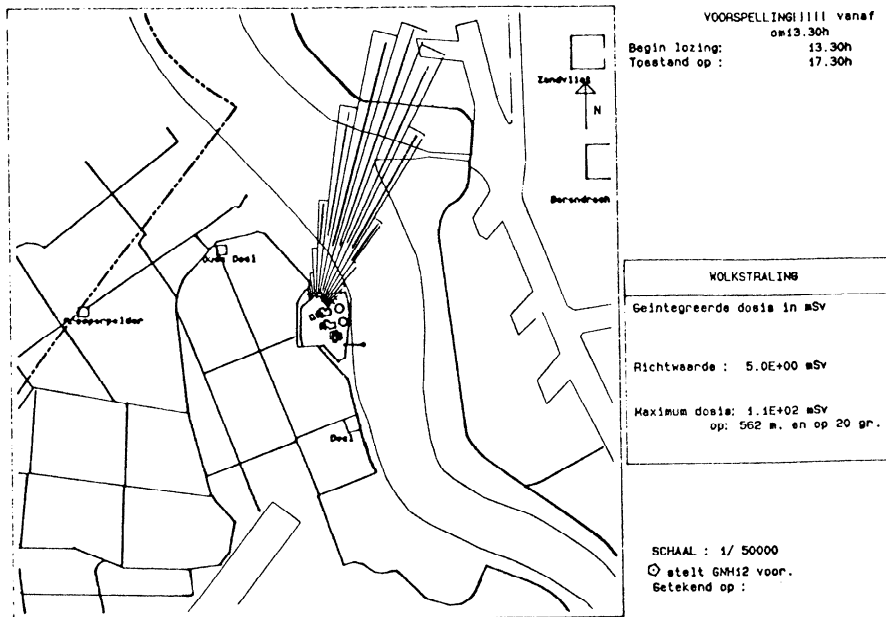 VOORSPELLING!!!!! vanaf
om13.30h
Begin lozing: 13.30h
Toestand op : 17.30h
Zandvliet
N
Berendrech
Oude Doel
Prosperpolder
Doel
WOLKSTRALING
Geintegreerde dosis in mSv
Richtwaarde : 5.0E+00 mSv
Maximum dosis: 1.1E+02 mSv
op: 562 m. en op 20 gr.
SCHAAL : 1/ 50000
stelt GNH12 voor.
Getekend op :